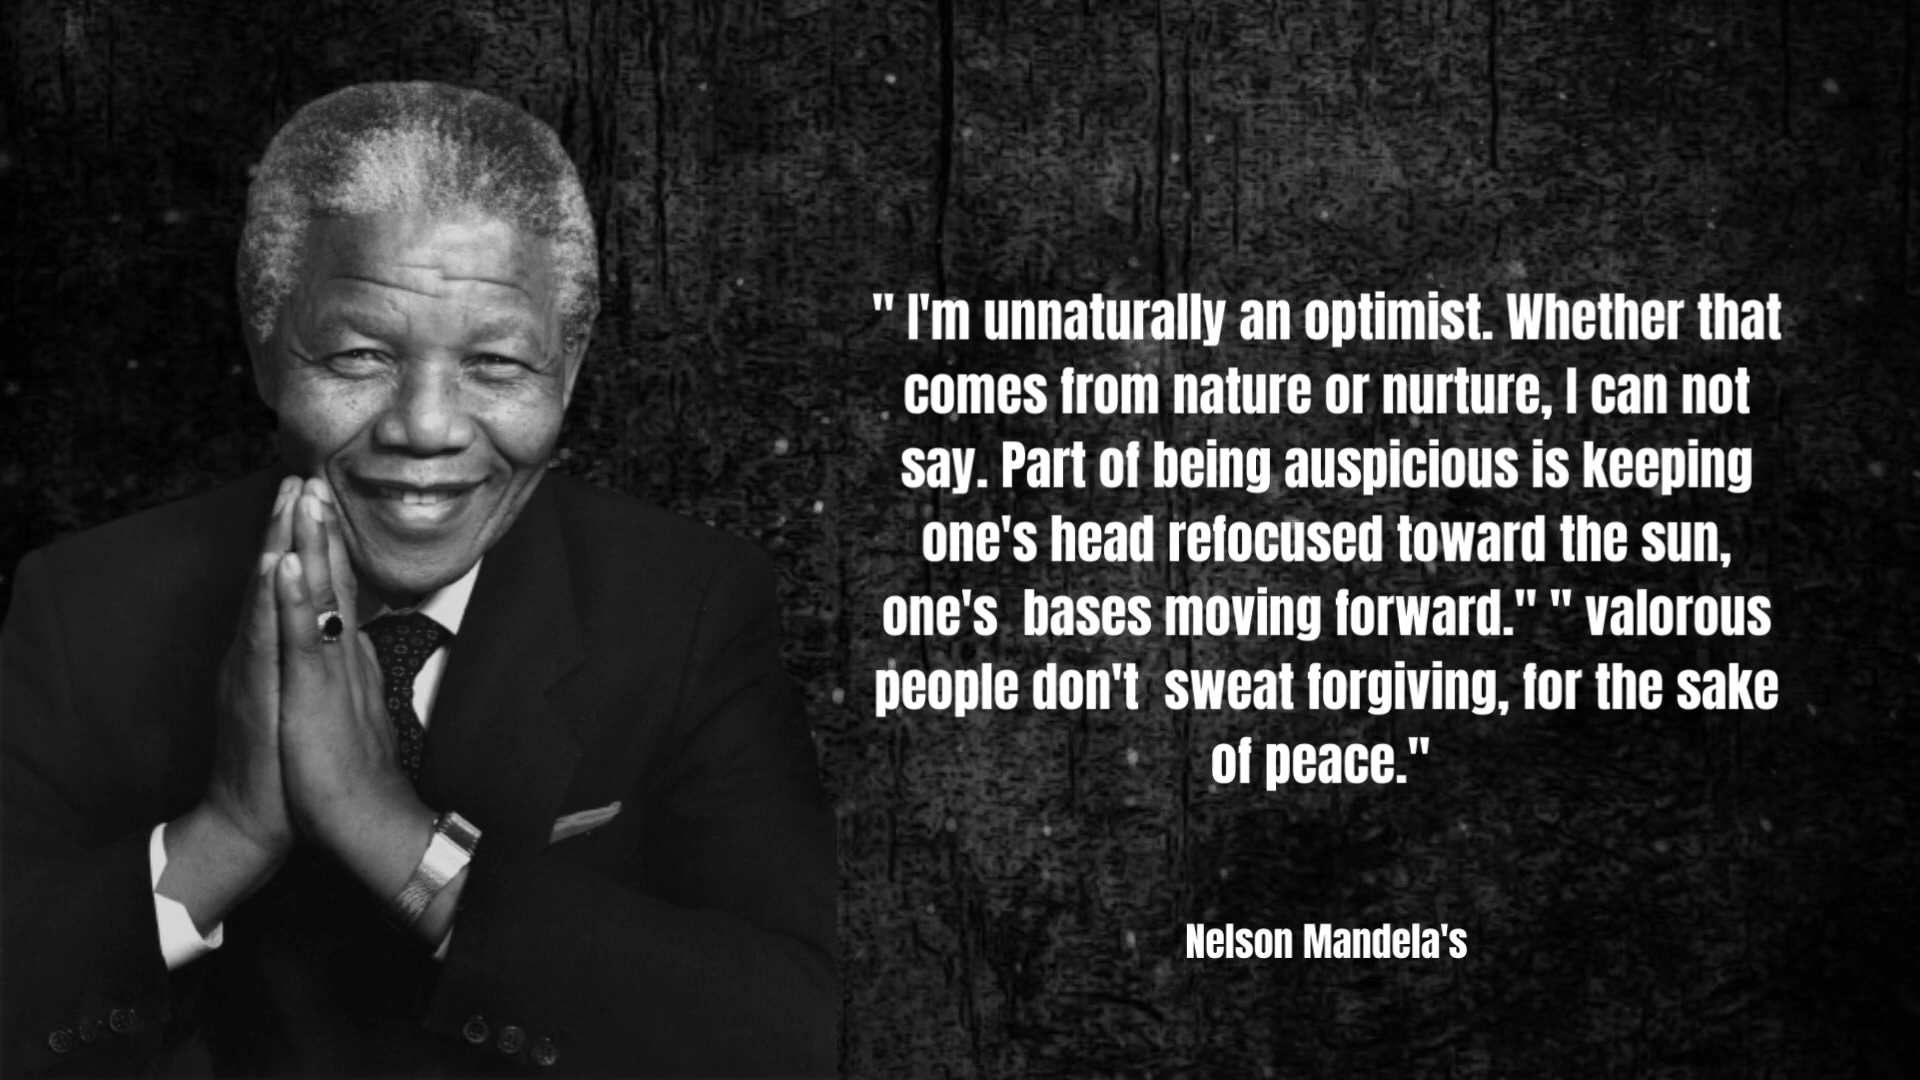 " I'm unnaturally an optimist. Whether that
comes from nature or nurture, I can not
say. Part of being auspicious is keeping
one's head refocused toward the sun,
one's  bases moving forward." " valorous
people don't  sweat forgiving, for the sake
of peace."
Nelson Mandela's